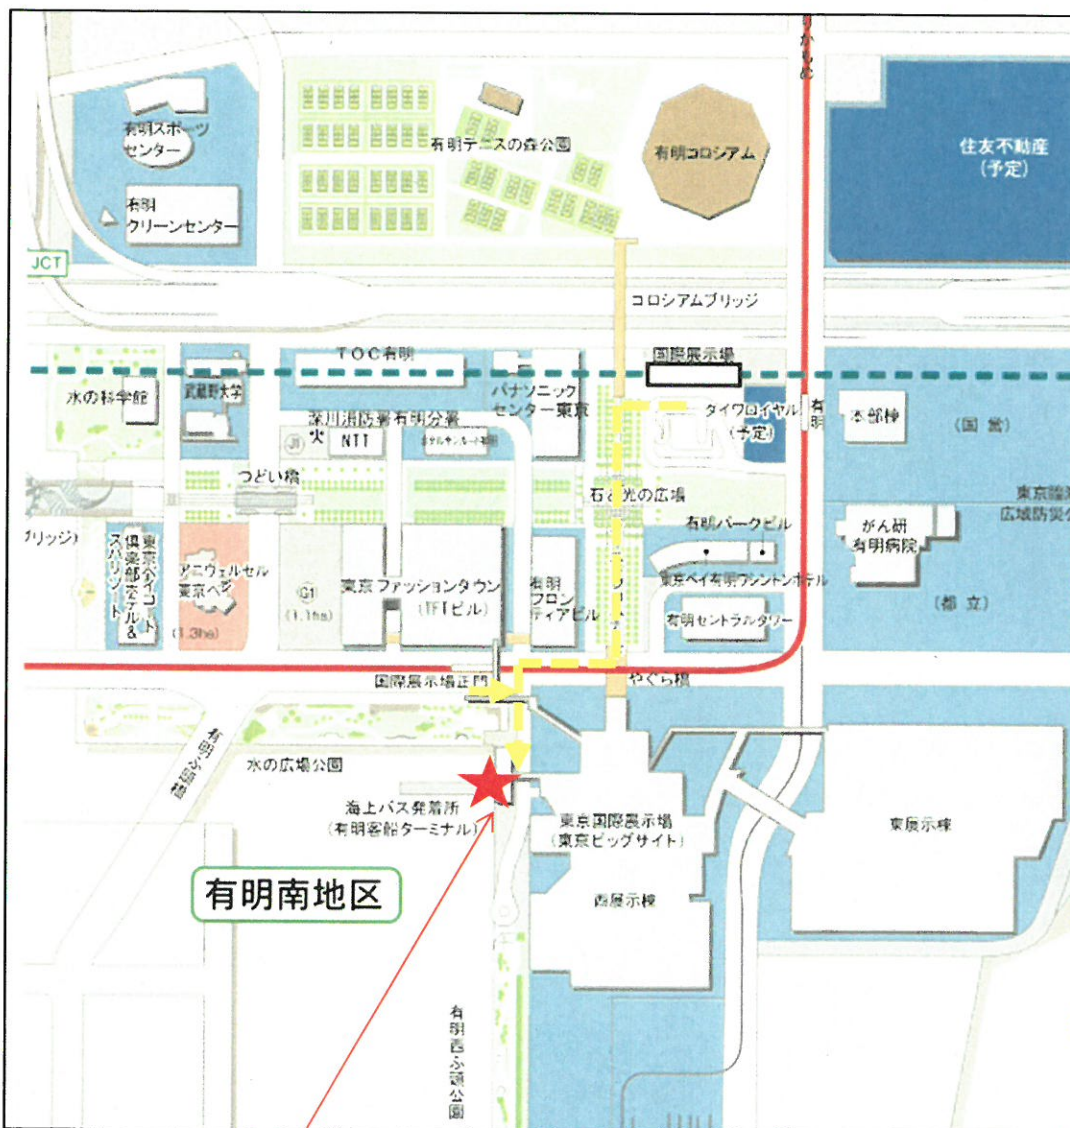 有明スポーツ
センター
有明テニスの森公園
有明コロシアム
住友不動産
(予定)
有明
クリーンセンター
JCT
コロシアムブリッジ
TOC有明
国際展示場
水の科学館
武蔵野大学
パナソニック
センター東京
ダイワロイヤル
(予定)
有明
本部棟
(国営)
深川消防署有明分署
火
NTT
つどい橋
石と光の広場
東京臨海
広域防災公
有明パークビル
がん研
有明病院
ブリッジ)
東京ベイコート
倶楽部ホテル&
スパリゾート
アニヴェルセル
東京ベイ
(1.3ha)
G1
(1.1ha)
東京ファッションタウン
(TFTビル)
有明
フロン
ティアビル
東京ベイ有明ワシントンホテル
有明セントラルタワー
(都立)
国際展示場正門
やぐら橋
有明ふ頭橋
水の広場公園
海上バス発着所
(有明客船ターミナル)
東京国際展示場
(東京ビッグサイト)
東展示棟
西展示棟
有明南地区
有明西ふ頭公園